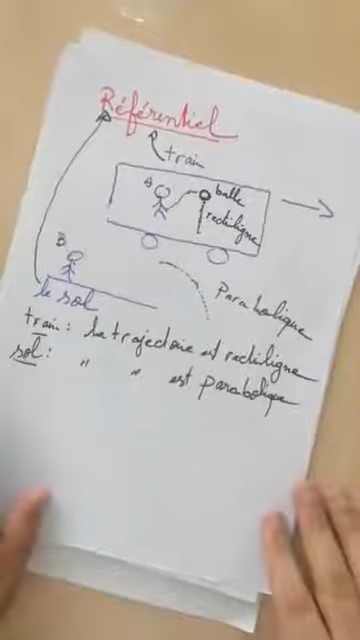 Référentiel
train
A
balle
rectiligne
B
le sol
Parabolique
train : la trajectoire est rectiligne
sol : " " est parabolique